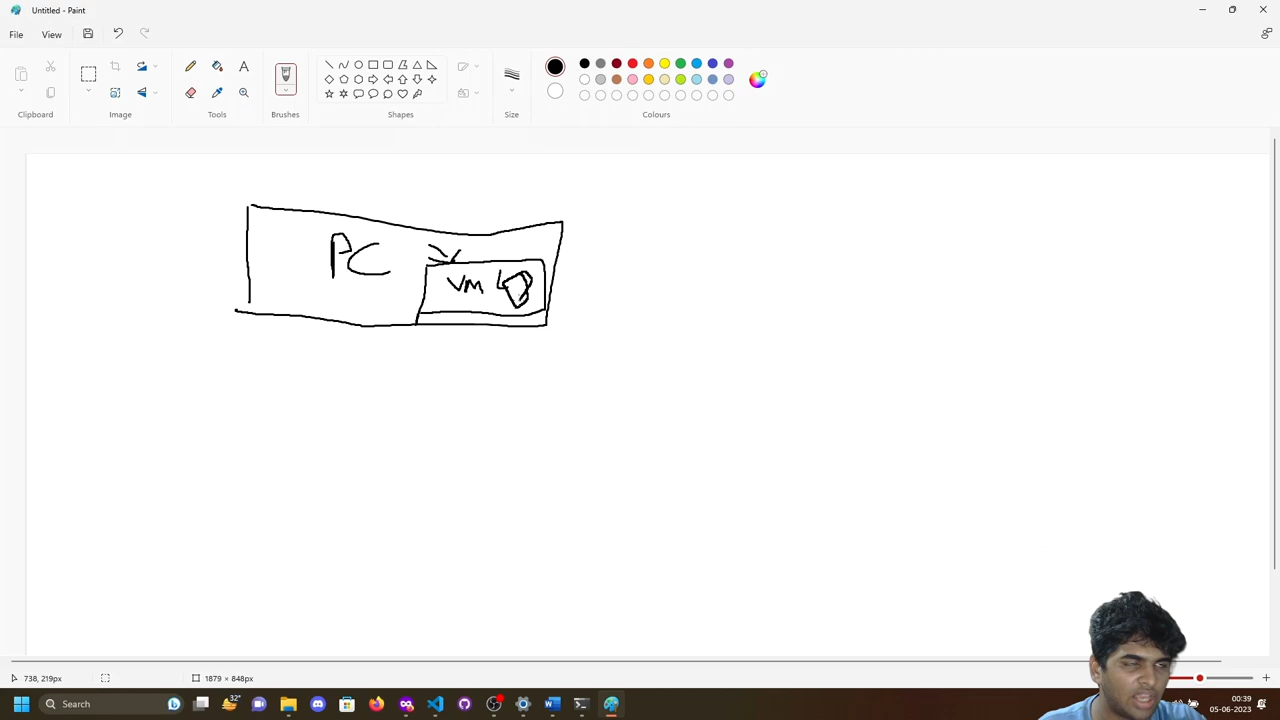 Untitled - Paint
File
View
Clipboard
Image
Tools
Brushes
Shapes
Size
Colours
PC
VM
738, 219px
1879 × 848px
Search
32°
00:39
05-06-2023